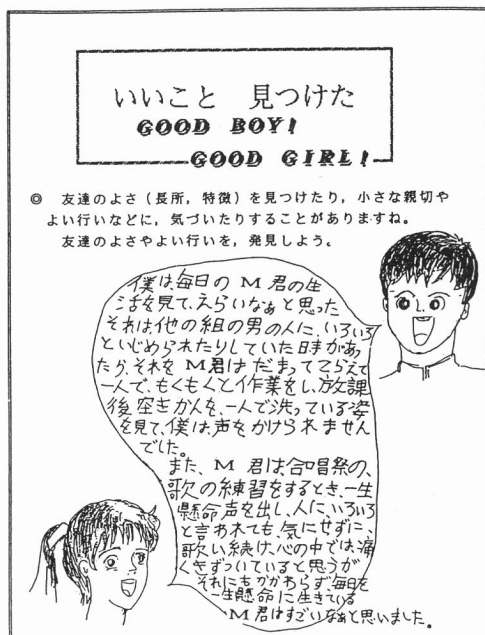 いいこと　見つけた
GOOD BOY!
GOOD GIRL!
◎　友達のよさ（長所，特徴）を見つけたり，小さな親切や
よい行いなどに，気づいたりすることがありますね。
友達のよさやよい行いを，発見しよう。
僕は、毎日のM君の生
活を見て、えらいなぁと思った
それは、他の組の男の人に、いろいろ
といじめられたりしていた時があっ
たら、それをM君はだまってたらえて
一人で、もくもくと作業をし、放課
後空きかんを、一人で洗っている姿
を見て、僕は、声をかけられません
でした。
また、M君は、合唱祭の、
歌の練習をするとき、一生
懸命声を出し、人に、いろいろ
と言われても、気にせずに、
歌い続け、心の中では、痛
くきずついていると思うが
それにもかかわらず毎日を
一生懸命に生きている
M君はすごいなぁと思いました。